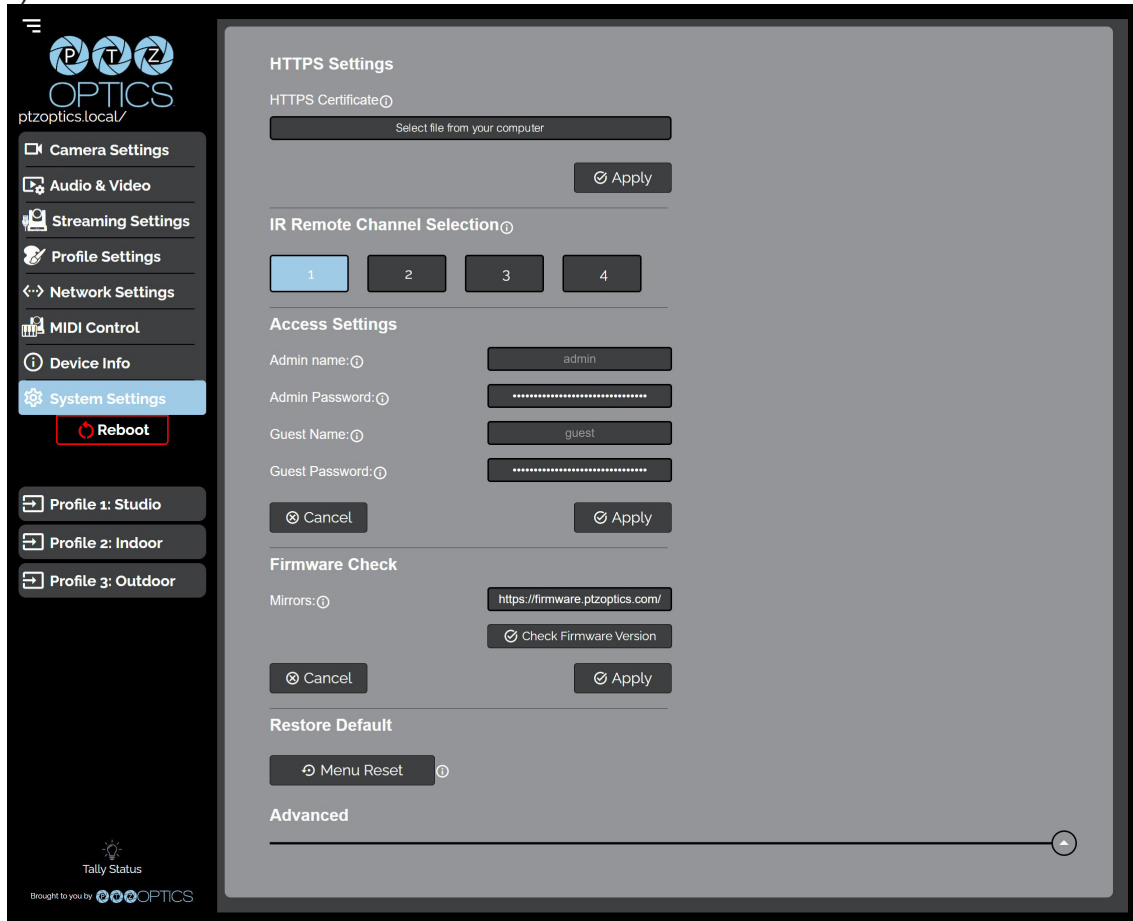 PTZ
OPTICS
ptzoptics.local/
Camera Settings
Audio & Video
Streaming Settings
Profile Settings
Network Settings
MIDI Control
Device Info
System Settings
Reboot
Profile 1: Studio
Profile 2: Indoor
Profile 3: Outdoor
Tally Status
Brought to you by PTZOPTICS
HTTPS Settings
HTTPS Certificate
Select file from your computer
Apply
IR Remote Channel Selection
1 2 3 4
Access Settings
Admin name: admin
Admin Password: •••••••••••••••••••••••••••••••
Guest Name: guest
Guest Password: •••••••••••••••••••••••••••••••
Cancel Apply
Firmware Check
Mirrors: https://firmware.ptzoptics.com/
Check Firmware Version
Cancel Apply
Restore Default
Menu Reset
Advanced